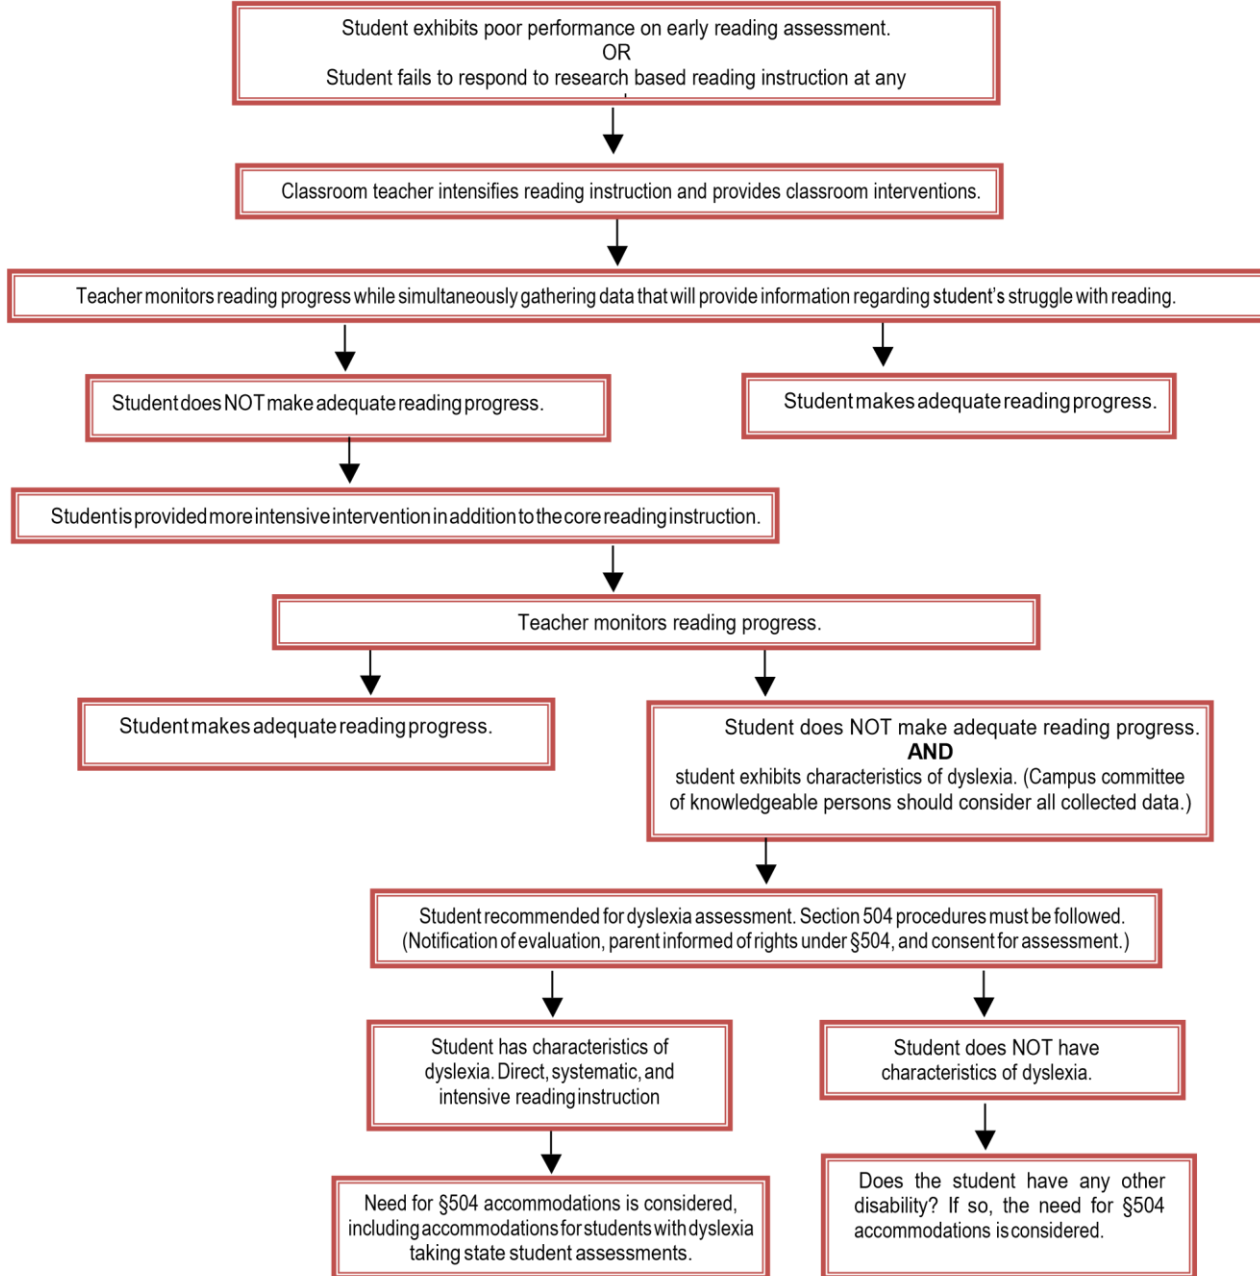 Student exhibits poor performance on early reading assessment.
OR
Student fails to respond to research based reading instruction at any
Classroom teacher intensifies reading instruction and provides classroom interventions.
Teacher monitors reading progress while simultaneously gathering data that will provide information regarding student’s struggle with reading.
Student does NOT make adequate reading progress.
Student makes adequate reading progress.
Student is provided more intensive intervention in addition to the core reading instruction.
Teacher monitors reading progress.
Student makes adequate reading progress.
Student does NOT make adequate reading progress.
AND
student exhibits characteristics of dyslexia. (Campus committee
of knowledgeable persons should consider all collected data.)
Student recommended for dyslexia assessment. Section 504 procedures must be followed.
(Notification of evaluation, parent informed of rights under §504, and consent for assessment.)
Student has characteristics of
dyslexia. Direct, systematic, and
intensive reading instruction
Student does NOT have
characteristics of dyslexia.
Need for §504 accommodations is considered,
including accommodations for students with dyslexia
taking state student assessments.
Does the student have any other
disability? If so, the need for §504
accommodations is considered.